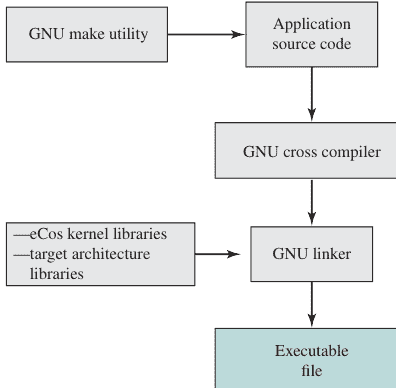 GNU make utility
Application
source code
GNU cross compiler
—eCos kernel libraries
—target architecture
libraries
GNU linker
Executable
file